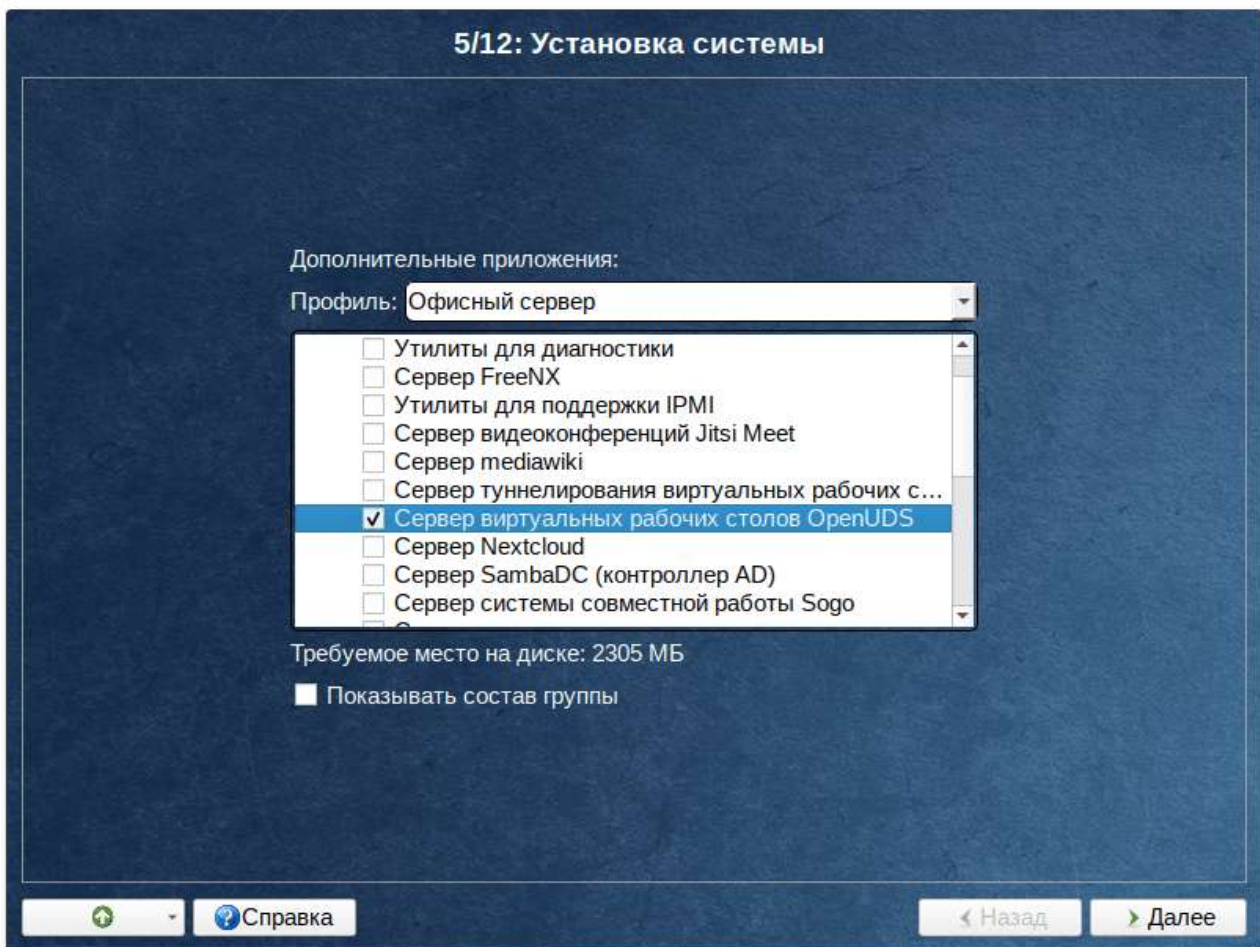 5/12: Установка системы
Дополнительные приложения:
Профиль: Офисный сервер
Утилиты для диагностики
Сервер FreeNX
Утилиты для поддержки IPMI
Сервер видеоконференций Jitsi Meet
Сервер mediawiki
Сервер туннелирования виртуальных рабочих с...
Сервер виртуальных рабочих столов OpenUDS
Сервер Nextcloud
Сервер SambaDC (контроллер AD)
Сервер системы совместной работы Sogo
Требуемое место на диске: 2305 МБ
Показывать состав группы
Справка Назад Далее